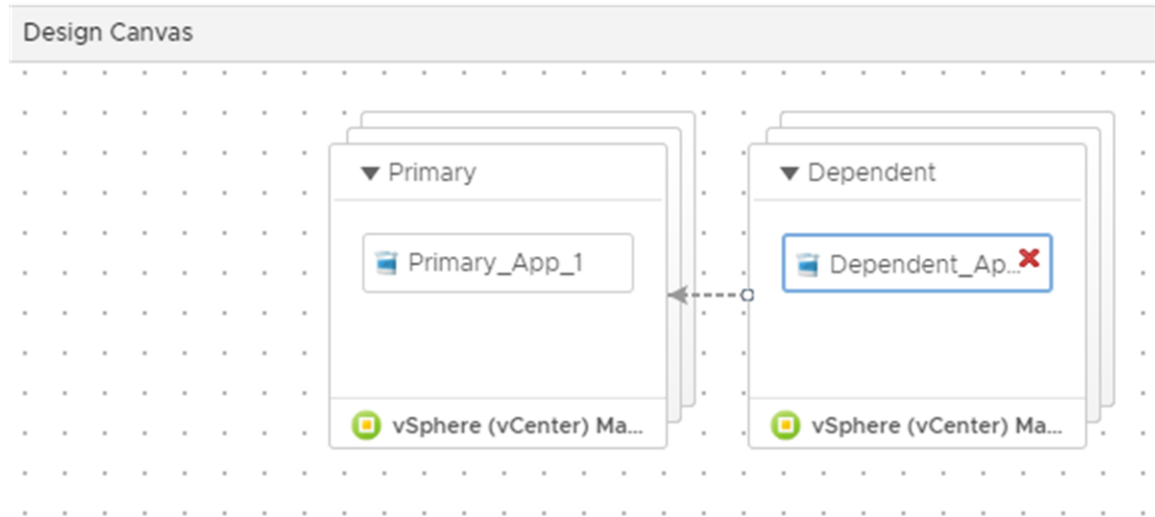 Design Canvas
Primary
Dependent
Primary_App_1
Dependent_Ap...
vSphere (vCenter) Ma...
vSphere (vCenter) Ma...